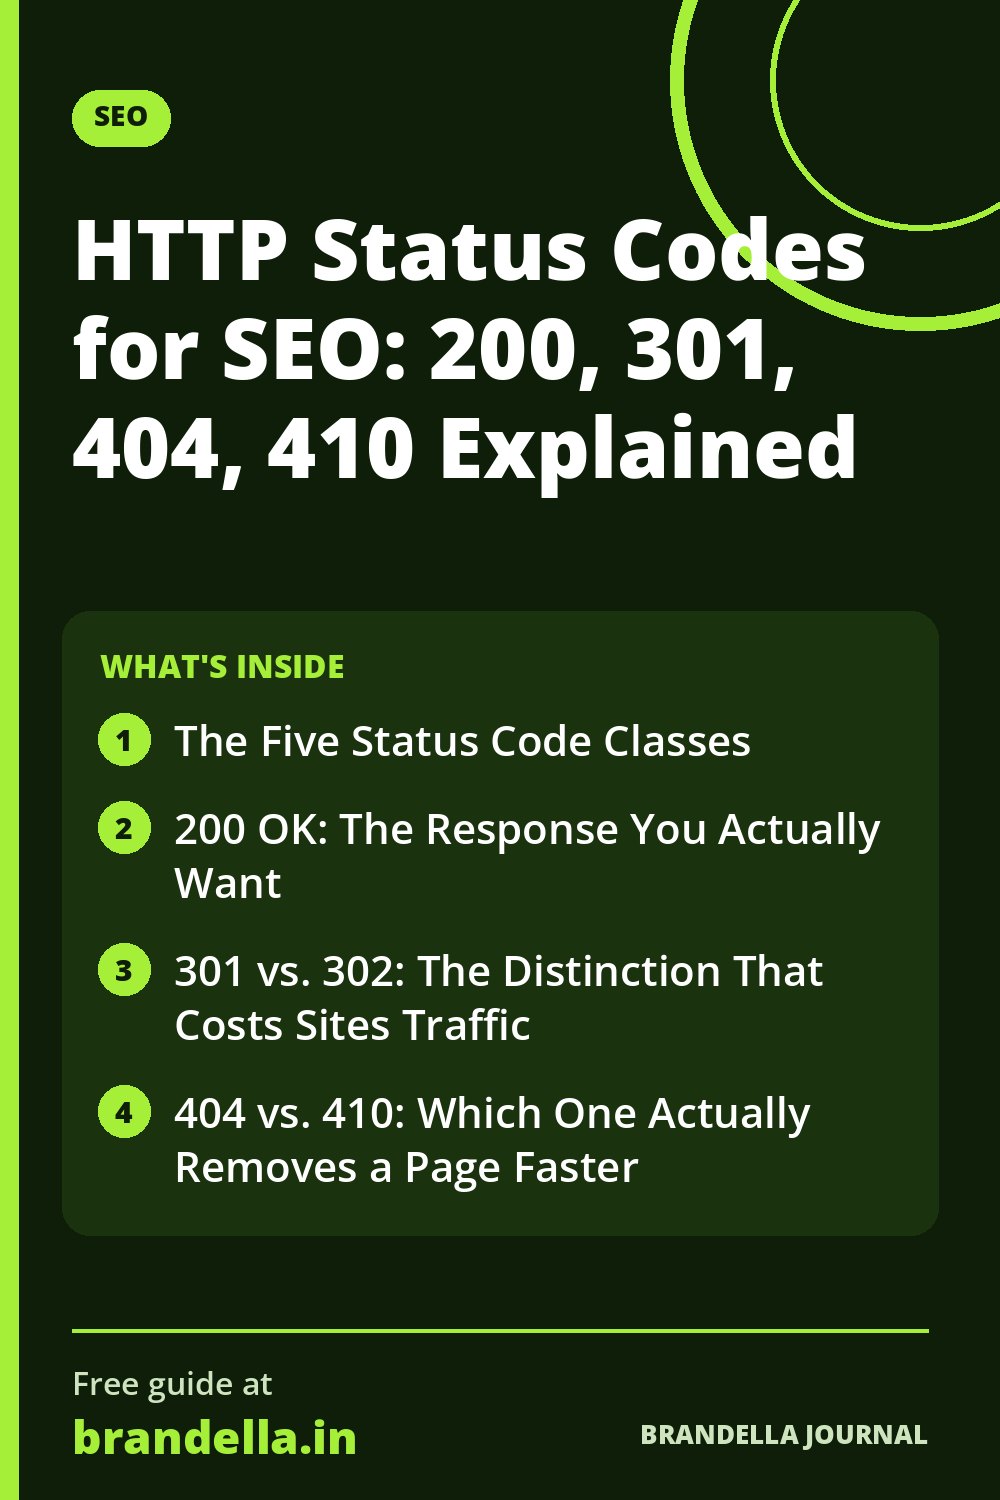 SEO
HTTP Status Codes
for SEO: 200, 301,
404, 410 Explained
WHAT'S INSIDE
1 The Five Status Code Classes
2 200 OK: The Response You Actually
Want
3 301 vs. 302: The Distinction That
Costs Sites Traffic
4 404 vs. 410: Which One Actually
Removes a Page Faster
Free guide at
brandella.in
BRANDELLA JOURNAL